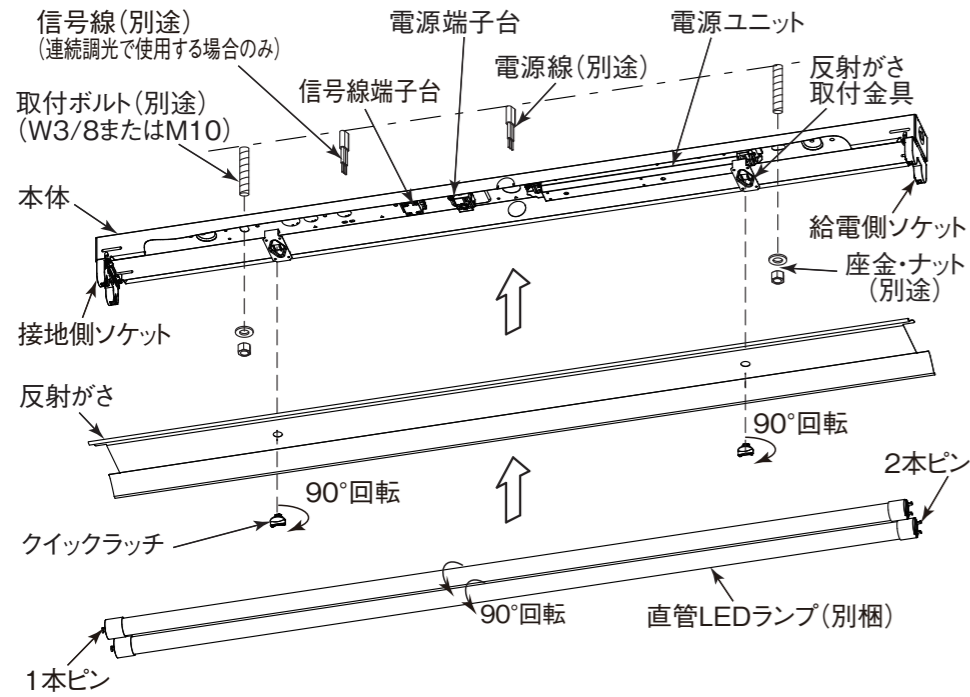 信号線（別途）
（連続調光で使用する場合のみ）
電源端子台
電源ユニット
電源線（別途）
反射がさ
取付金具
信号線端子台
取付ボルト（別途）
（W3/8またはM10）
本体
給電側ソケット
座金・ナット
（別途）
接地側ソケット
反射がさ
90°回転
2本ピン
90°回転
クイックラッチ
90°回転
直管LEDランプ（別梱）
1本ピン